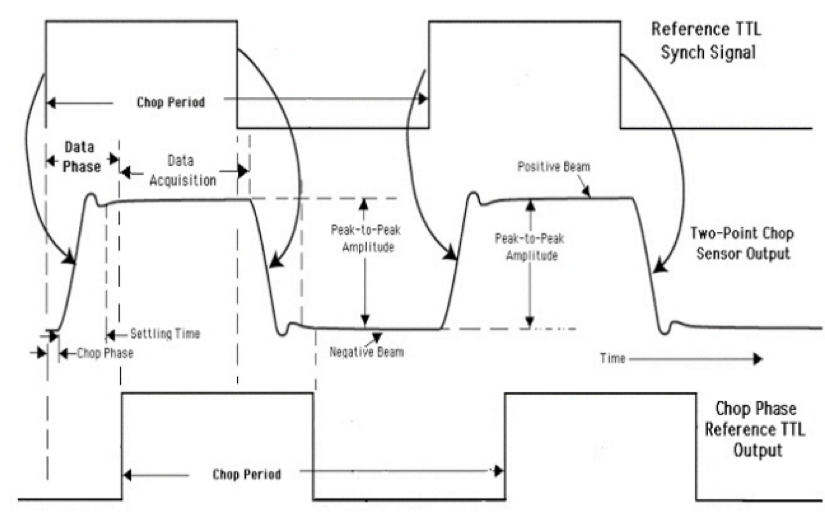 Reference TTL
Synch Signal
Chop Period
Data
Phase
Data
Acquisition
Positive Beam
Peak-to-Peak
Amplitude
Peak-to-Peak
Amplitude
Two-Point Chop
Sensor Output
Settling Time
Chop Phase
Negative Beam
Time
Chop Phase
Reference TTL
Output
Chop Period